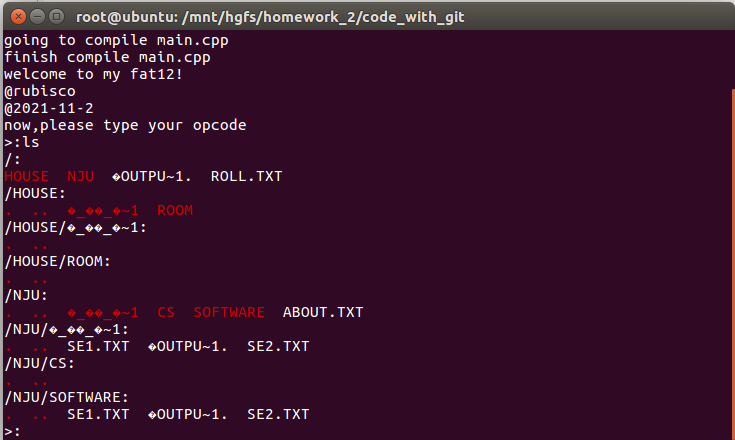 root@ubuntu: /mnt/hgfs/homework_2/code_with_git
going to compile main.cpp
finish compile main.cpp
welcome to my fat12!
@rubisco
@2021-11-2
now,please type your opcode
>:ls
/:
HOUSE  NJU  �OUTPU~1.  ROLL.TXT
/HOUSE:
.  ..  �_��_�~1  ROOM
/HOUSE/�_��_�~1:
.  ..
/HOUSE/ROOM:
.  ..
/NJU:
.  ..  �_��_�~1  CS  SOFTWARE  ABOUT.TXT
/NJU/�_��_�~1:
.  ..  SE1.TXT  �OUTPU~1.  SE2.TXT
/NJU/CS:
.  ..
/NJU/SOFTWARE:
.  ..  SE1.TXT  �OUTPU~1.  SE2.TXT
>: